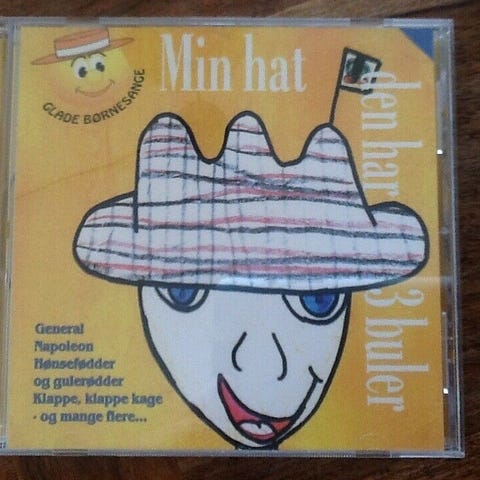 GLADE BØRNESANGE
Min hat
den har 3 buler
General
Napoleon
Hønsefødder
og gulerødder
Klappe, klappe kage
- og mange flere...